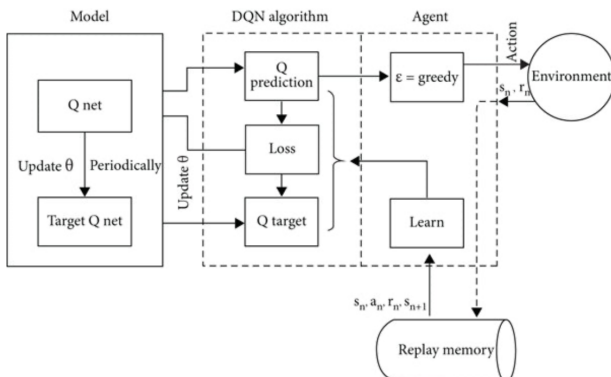 Model
DQN algorithm
Agent
Q net
Update θ
Periodically
Target Q net
Update θ
Q
prediction
Loss
Q target
ε = greedy
Learn
Action
Environment
sₙ, rₙ
sₙ, aₙ, rₙ, sₙ₊₁
Replay memory